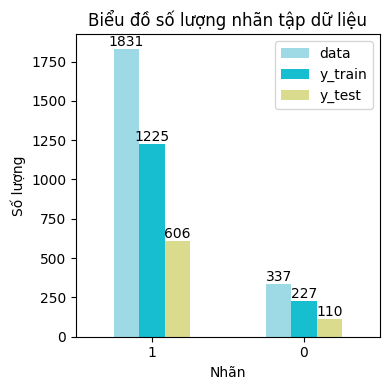 Biểu đồ số lượng nhãn tập dữ liệu
1831
1225
606
337
227
110
data
y_train
y_test
1750
1500
1250
1000
750
500
250
0
Số lượng
1
0
Nhãn